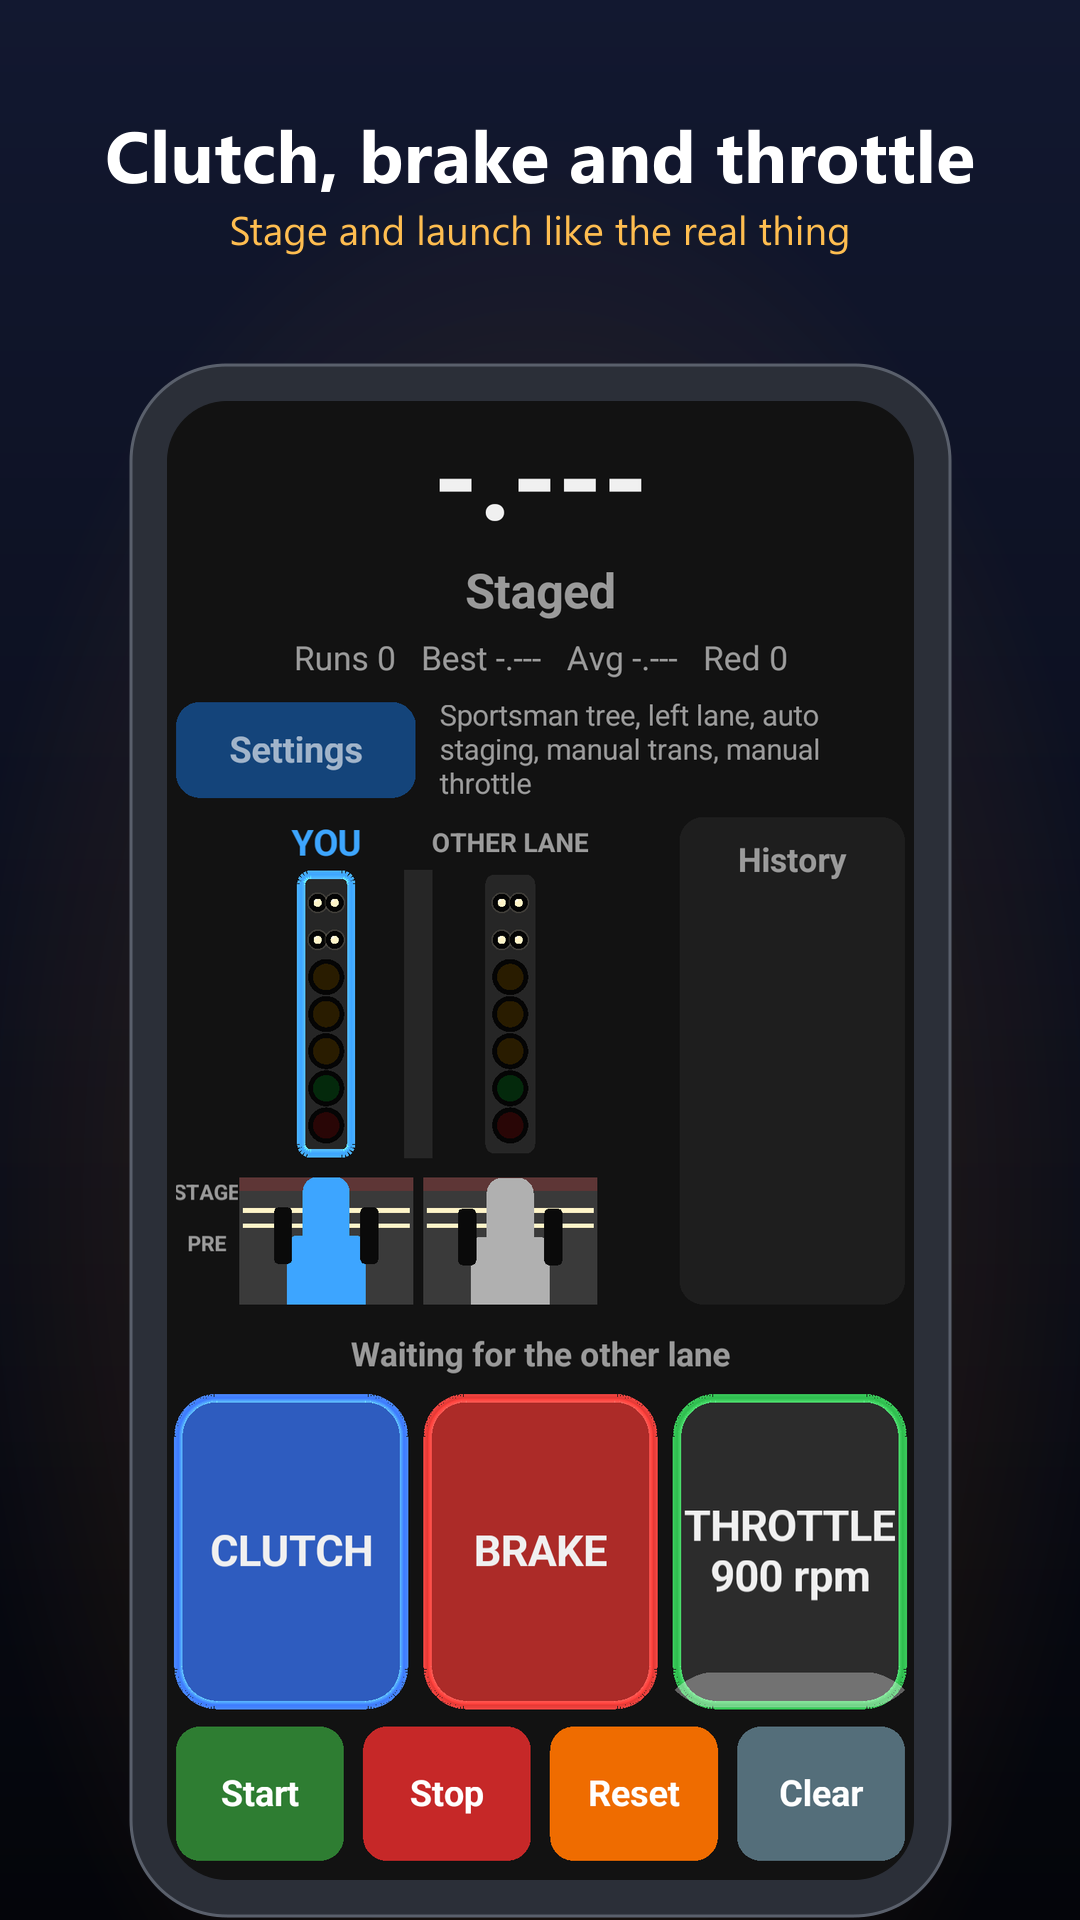 Clutch, brake and throttle
Stage and launch like the real thing
-.---
Staged
Runs 0 Best -.--- Avg -.--- Red 0
Settings
Sportsman tree, left lane, auto
staging, manual trans, manual
throttle
YOU
OTHER LANE
History
STAGE
PRE
Waiting for the other lane
CLUTCH
BRAKE
THROTTLE
900 rpm
Start
Stop
Reset
Clear